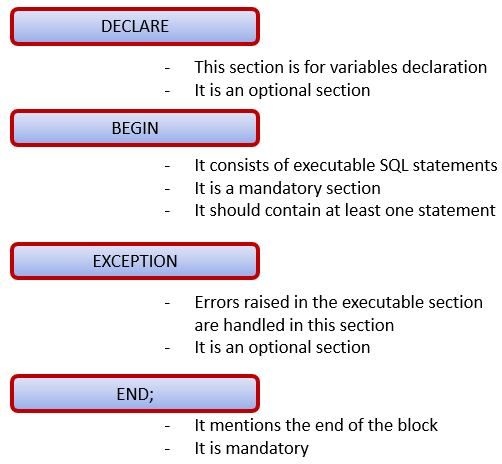 DECLARE
- This section is for variables declaration
- It is an optional section
BEGIN
- It consists of executable SQL statements
- It is a mandatory section
- It should contain at least one statement
EXCEPTION
- Errors raised in the executable section
are handled in this section
- It is an optional section
END;
- It mentions the end of the block
- It is mandatory